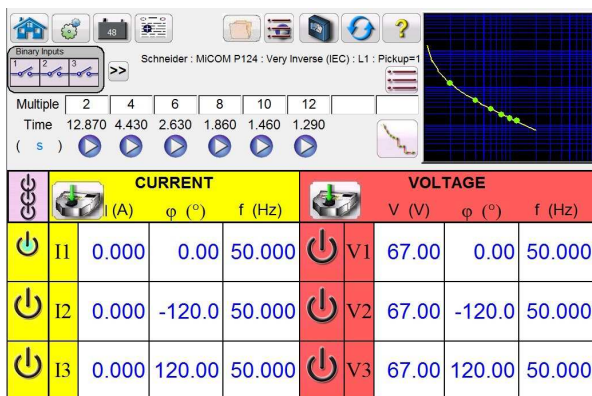 48
Binary Inputs
1 2 3
>>
Schneider : MiCOM P124 : Very Inverse (IEC) : L1 : Pickup=1
Multiple 2 4 6 8 10 12
Time 12.870 4.430 2.630 1.860 1.460 1.290
( s )
CURRENT VOLTAGE
I (A) φ (°) f (Hz) V (V) φ (°) f (Hz)
I1 0.000 0.00 50.000 V1 67.00 0.00 50.000
I2 0.000 -120.0 50.000 V2 67.00 -120.0 50.000
I3 0.000 120.00 50.000 V3 67.00 120.00 50.000